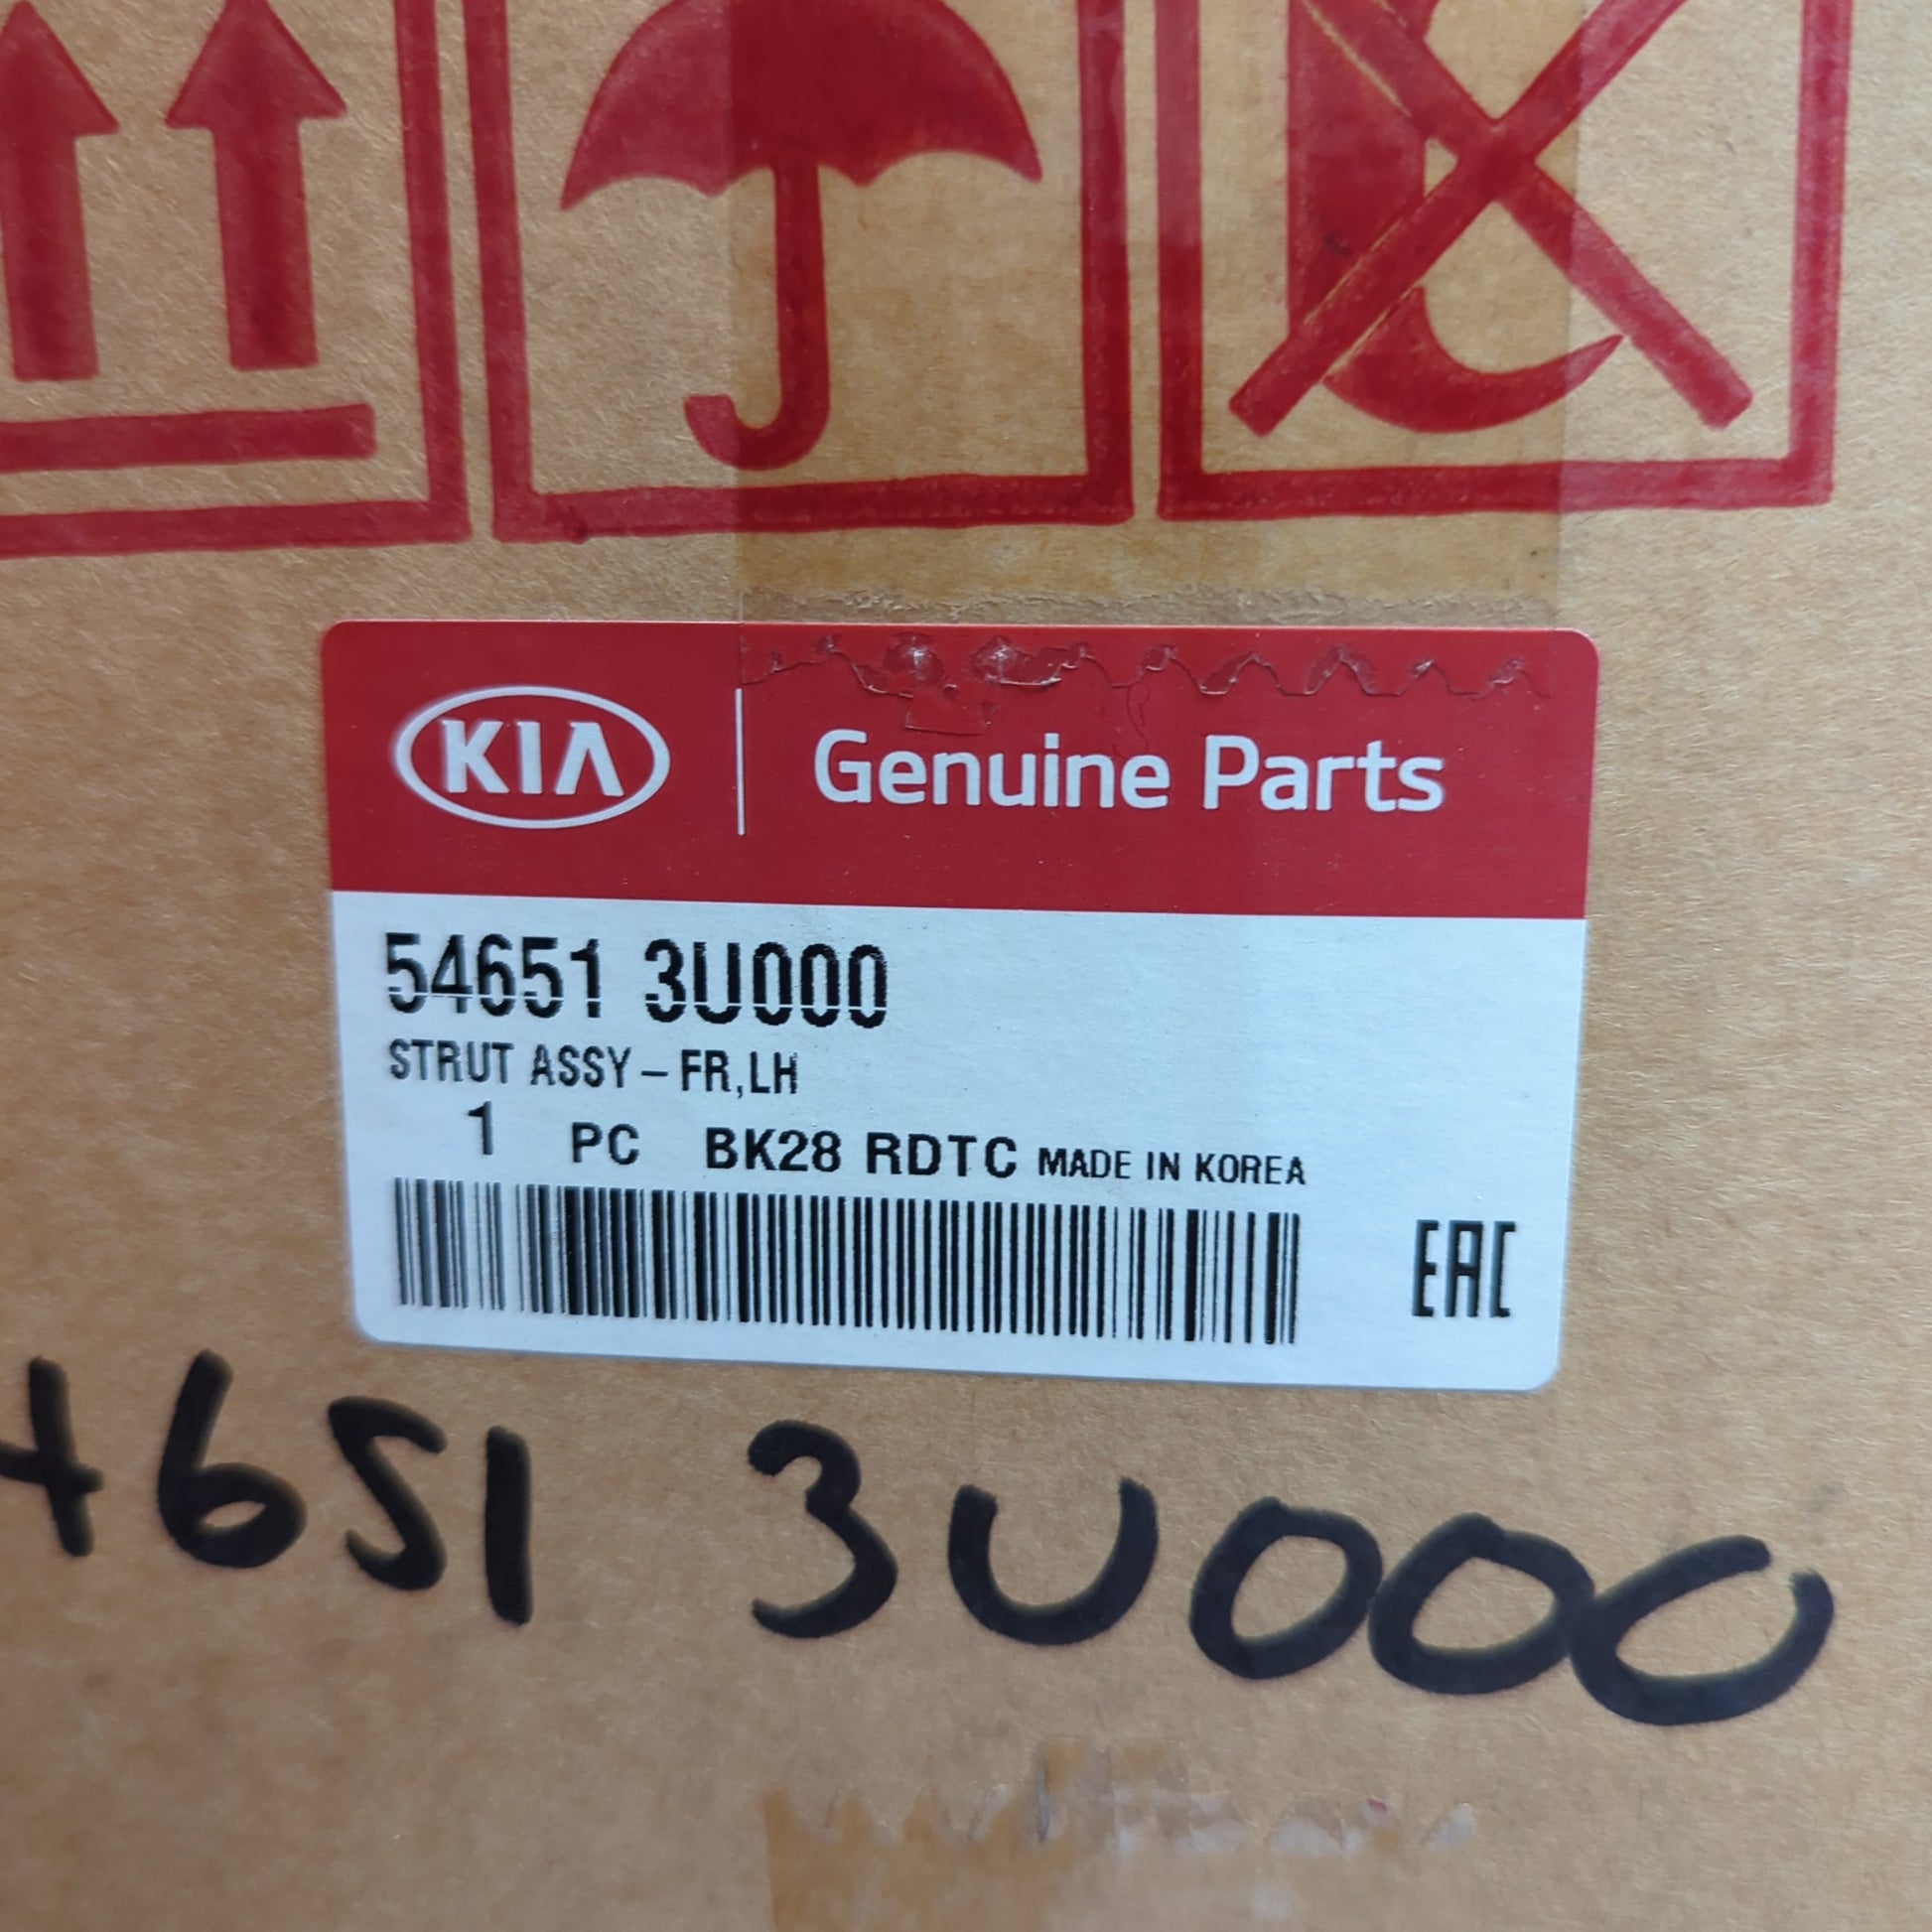 KIA Genuine Parts
54651 3U000
STRUT ASSY-FR,LH
1 PC BK28 RDTC MADE IN KOREA
EAC
4651 3U000